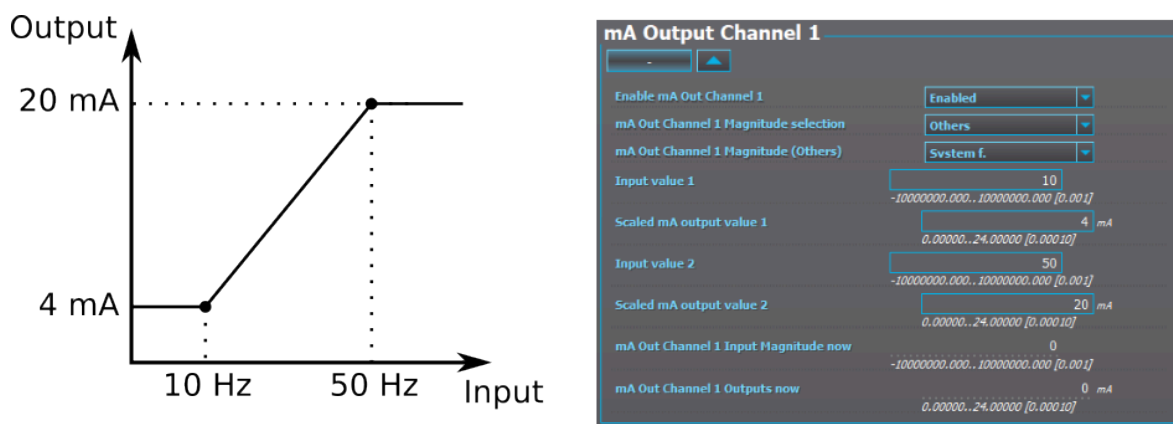 Output
20 mA
4 mA
10 Hz
50 Hz
Input
mA Output Channel 1
-
Enable mA Out Channel 1
Enabled
mA Out Channel 1 Magnitude selection
Others
mA Out Channel 1 Magnitude (Others)
System f.
Input value 1
10
-10000000.000..10000000.000 [0.001]
Scaled mA output value 1
4 mA
0.00000..24.00000 [0.00010]
Input value 2
50
-10000000.000..10000000.000 [0.001]
Scaled mA output value 2
20 mA
0.00000..24.00000 [0.00010]
mA Out Channel 1 Input Magnitude now
0
-10000000.000..10000000.000 [0.001]
mA Out Channel 1 Outputs now
0 mA
0.00000..24.00000 [0.00010]